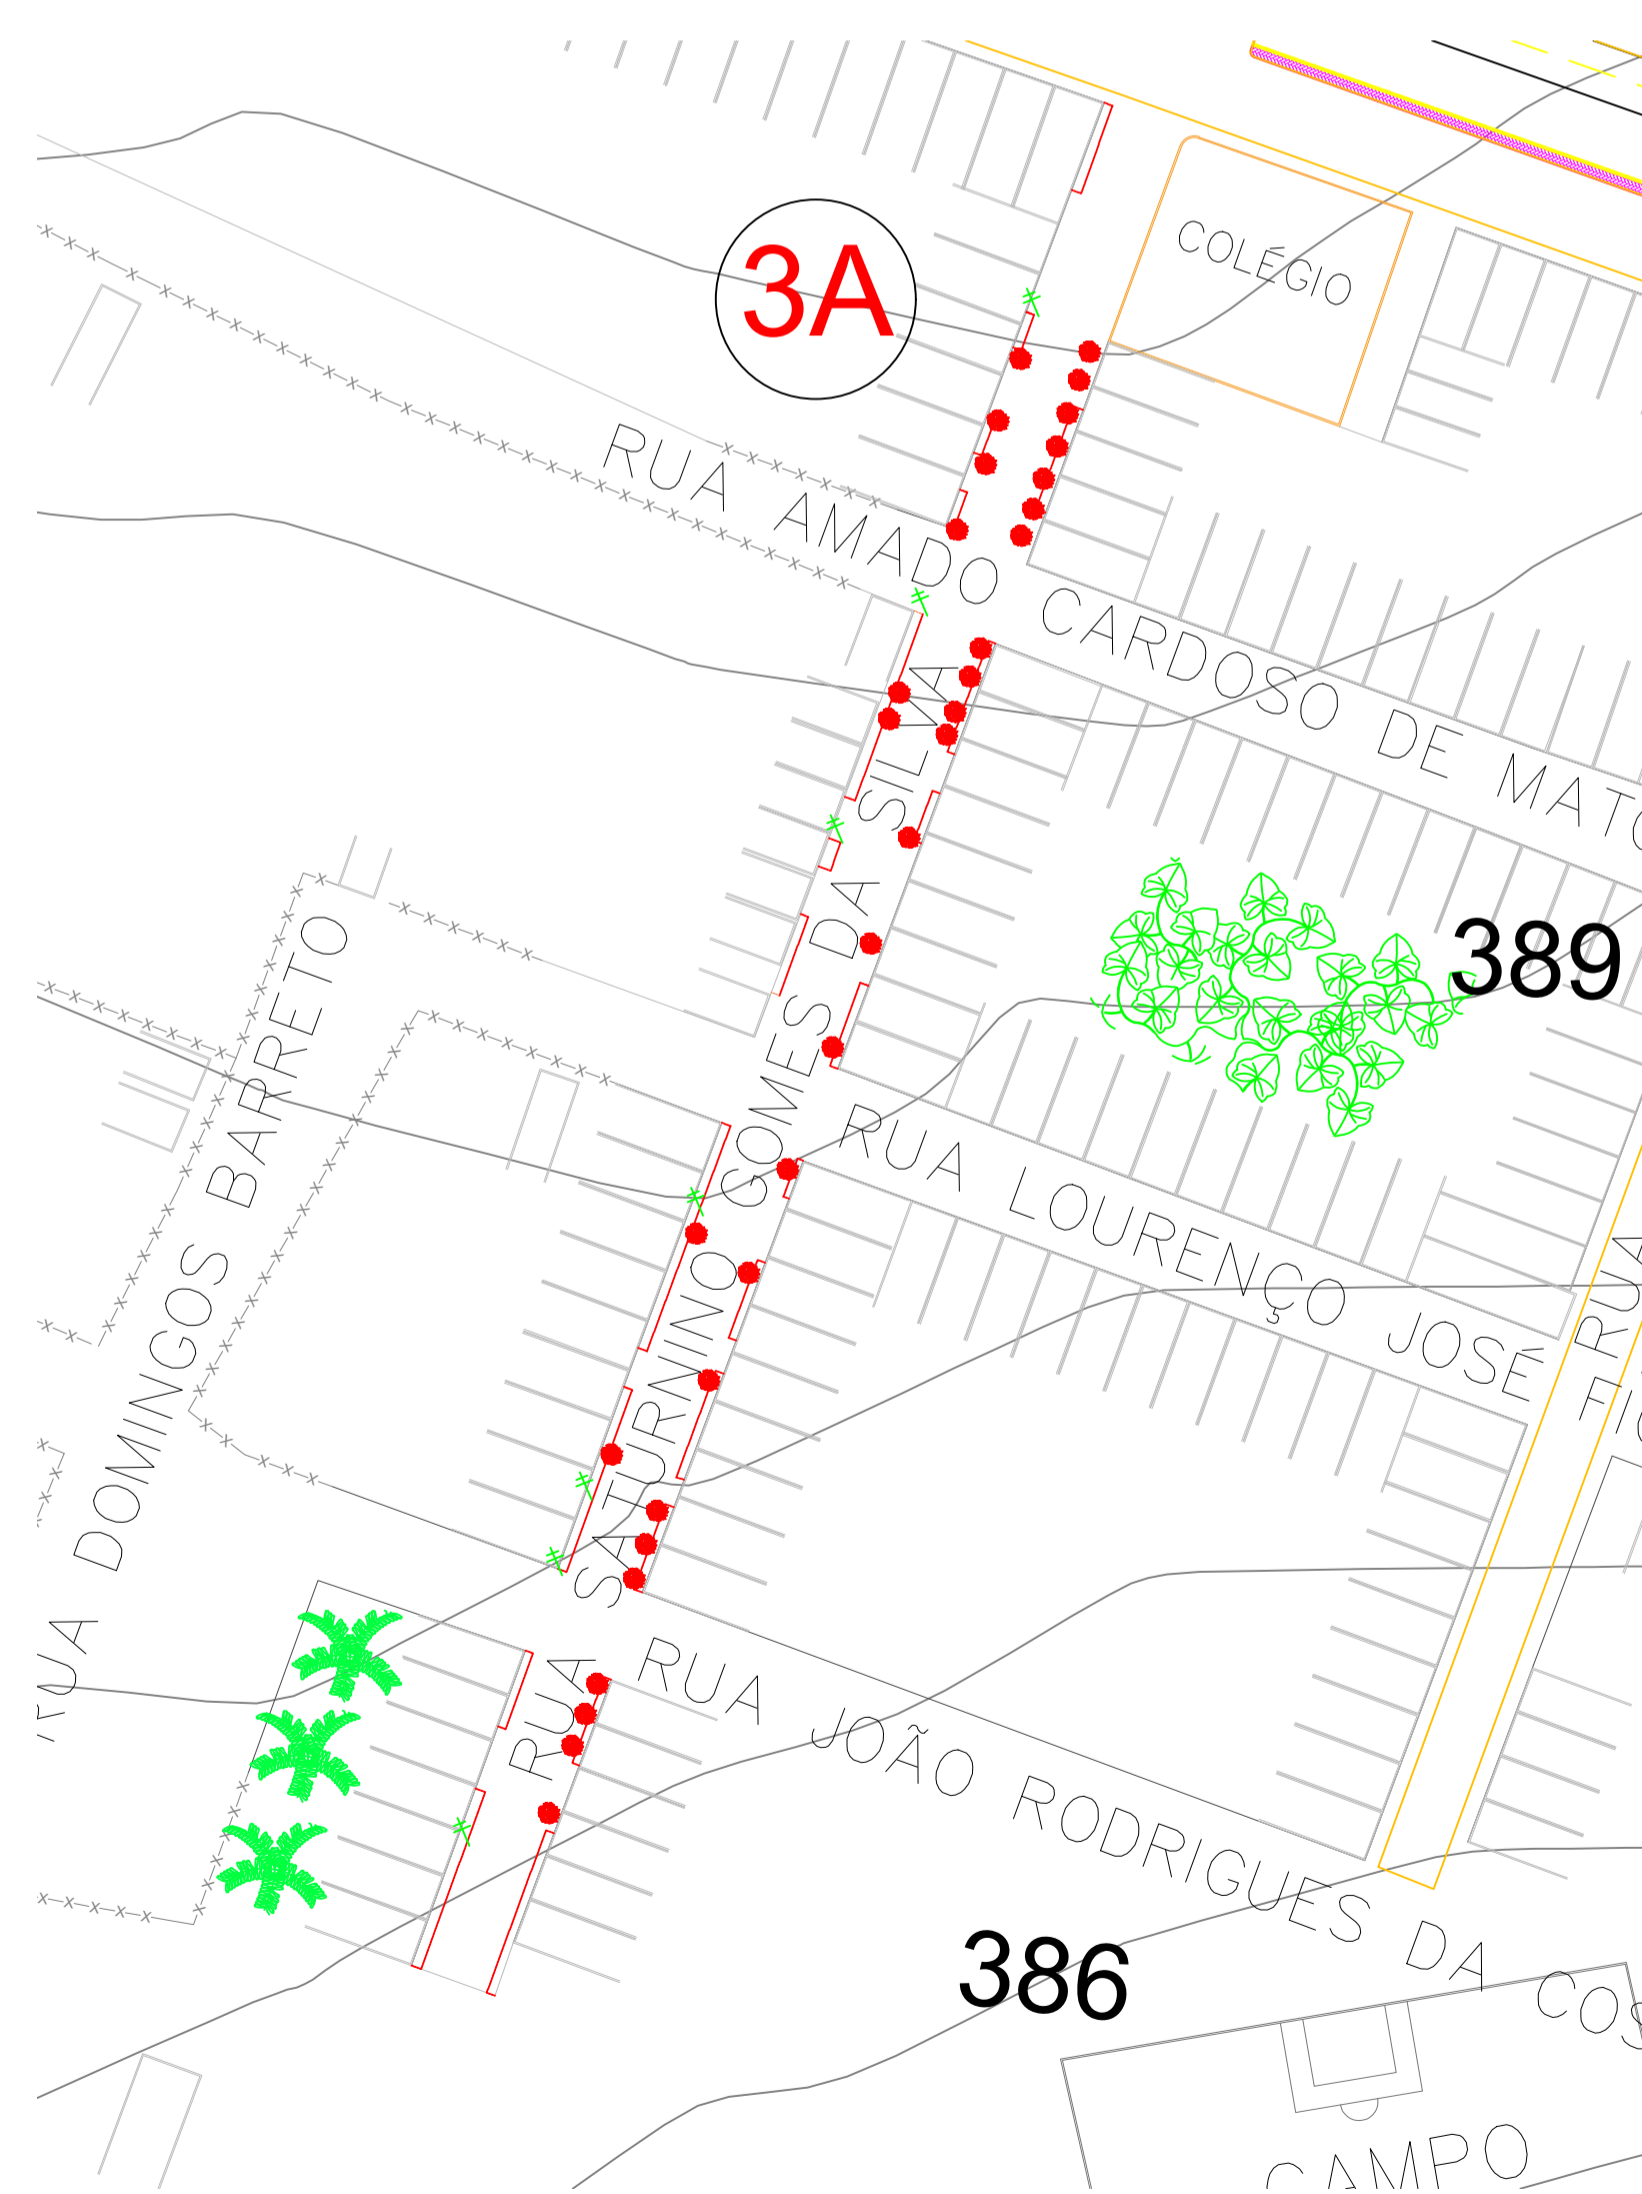 COLÉGIO
3A
RUA AMADO CARDOSO DE MATO
389
RUA DOMINGOS BARRETO
RUA SATURNINO GOMES DA SILVA
RUA LOURENÇO JOSÉ
RUA
RUA JOÃO RODRIGUES DA COS
386
CAMPO